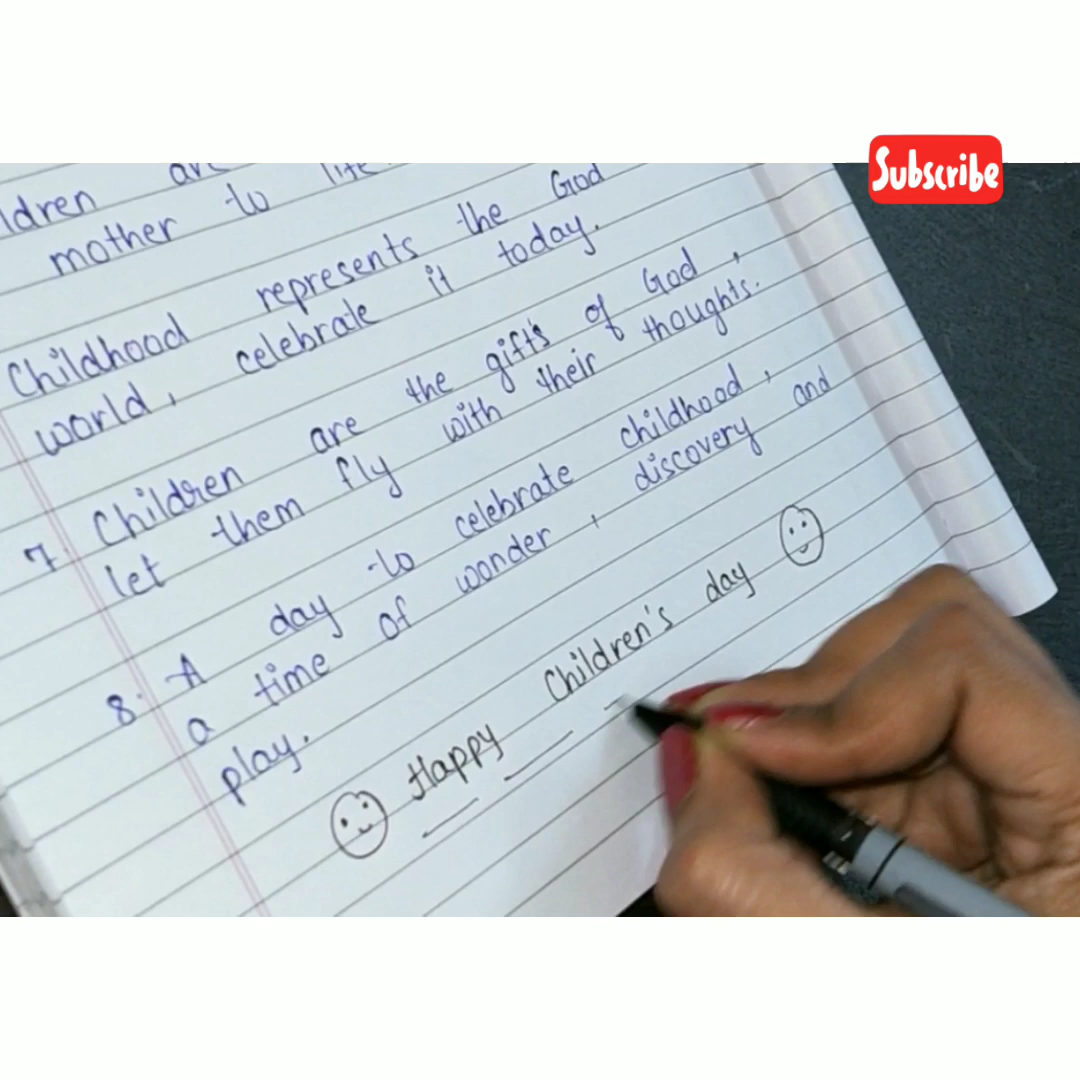 Subscribe
ldren are
mother to life
Childhood represents the God
world, celebrate it today.
7. Children are the gifts of God,
let them fly with their thoughts.
8. A day to celebrate childhood,
a time of wonder, discovery and
play.
Happy Children's day